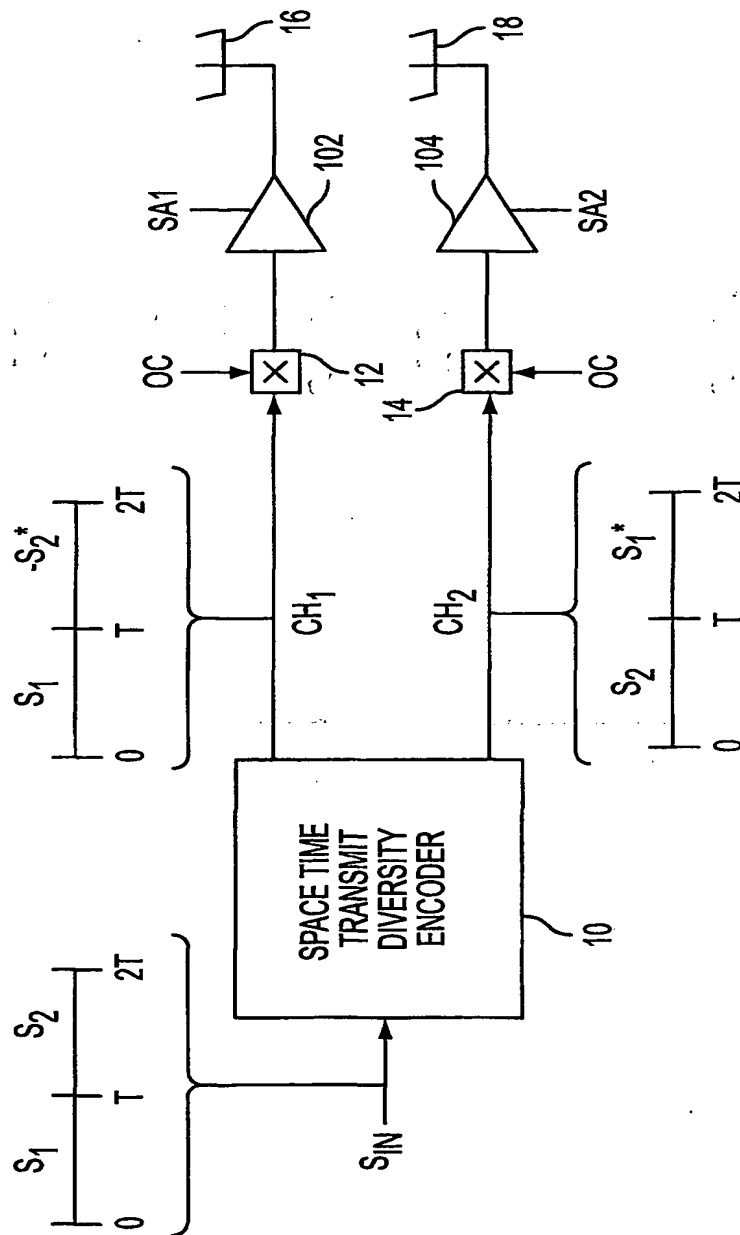 S1 S2
0 T 2T
SIN
SPACE TIME
TRANSMIT
DIVERSITY
ENCODER
10
S1 -S2*
0 T 2T
CH1
CH2
S2 S1*
0 T 2T
OC
X
12
14
X
OC
SA1
102
104
SA2
16
18